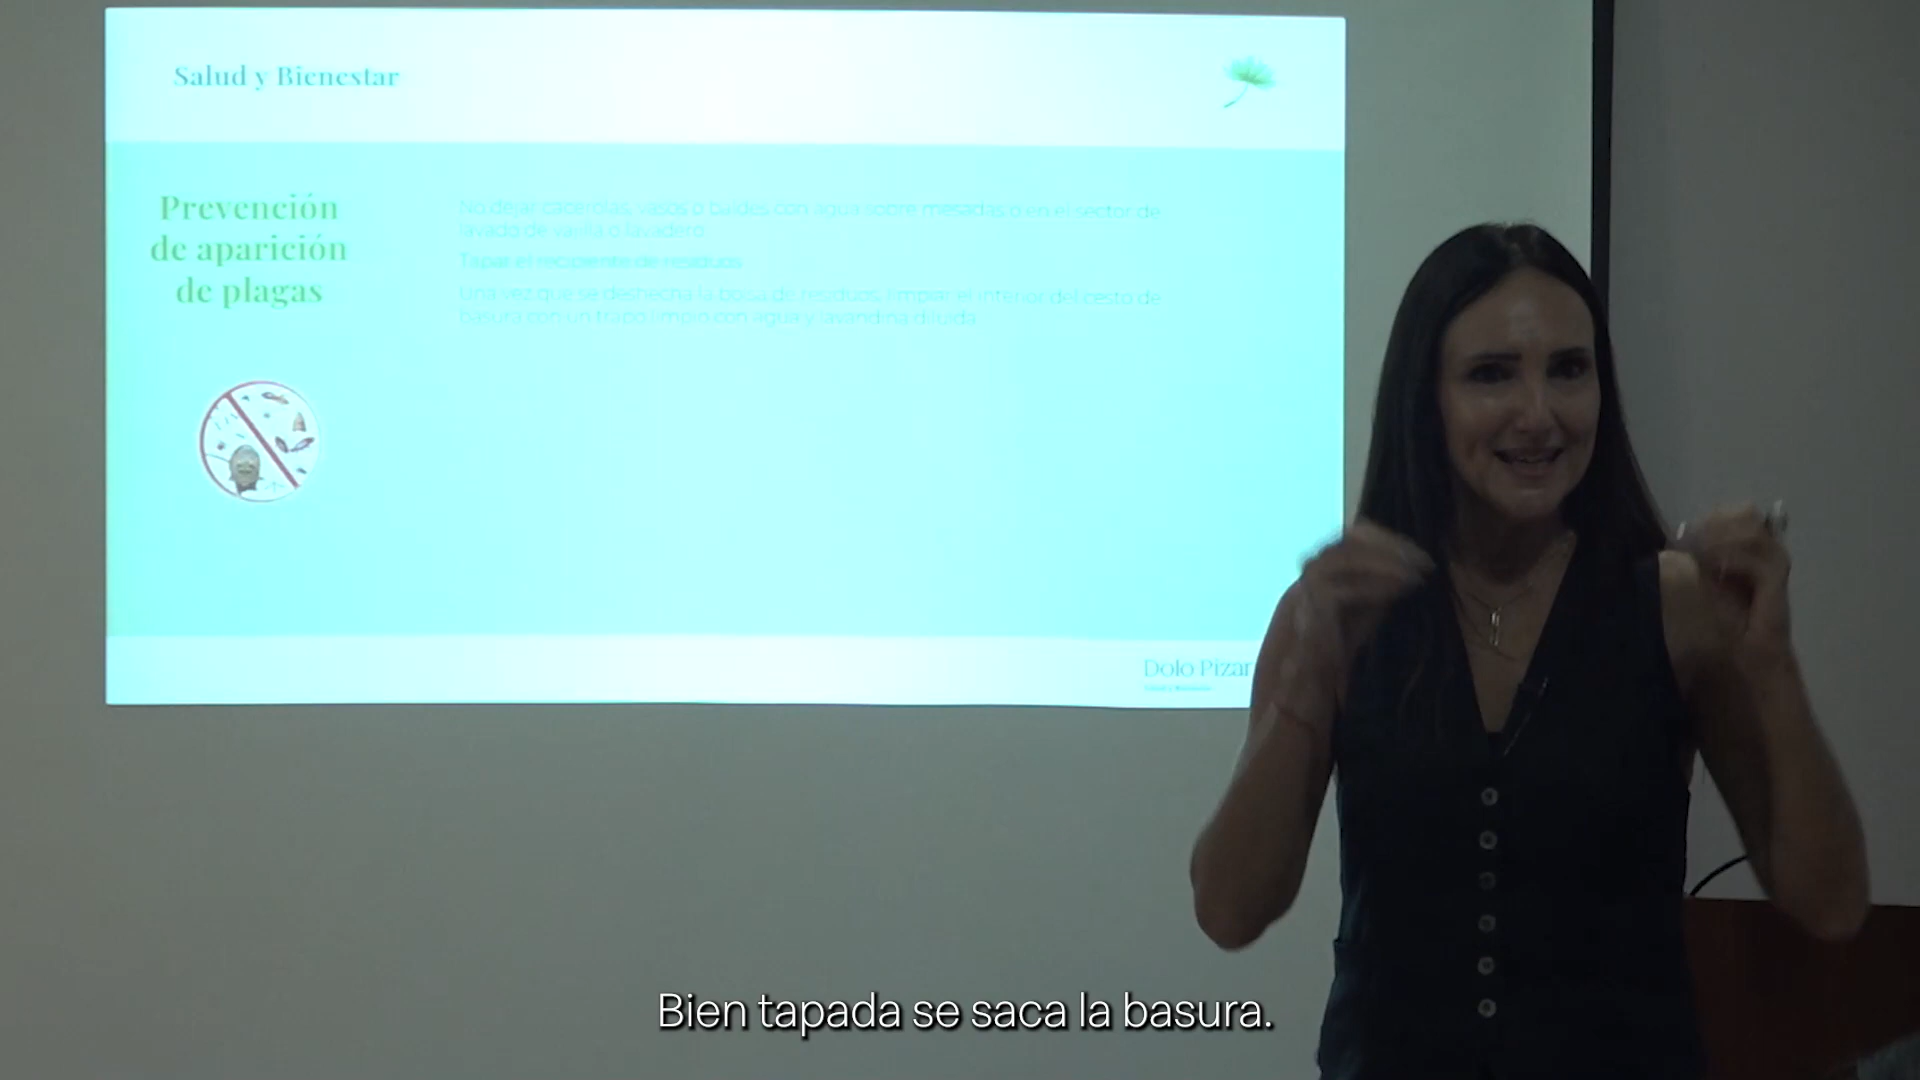 Salud y Bienestar
Prevención
de aparición
de plagas
No dejar cacerolas, vasos o baldes con agua sobre mesadas o en el sector de
lavado de vajilla o lavadero
Tapar el recipiente de residuos
Una vez que se deshecha la bolsa de residuos, limpiar el interior del cesto de
basura con un trapo limpio con agua y lavandina diluida
Dolo Pizar
Bien tapada se saca la basura.